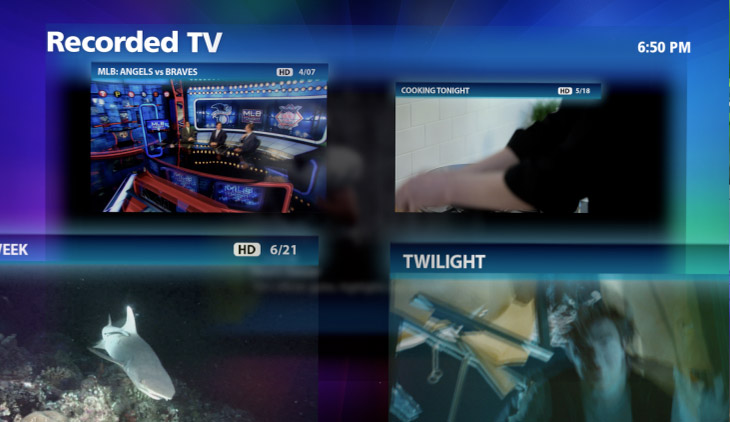 Recorded TV
6:50 PM
MLB: ANGELS vs BRAVES HD 4/07
COOKING TONIGHT HD 5/18
MLB
WEEK HD 6/21
TWILIGHT